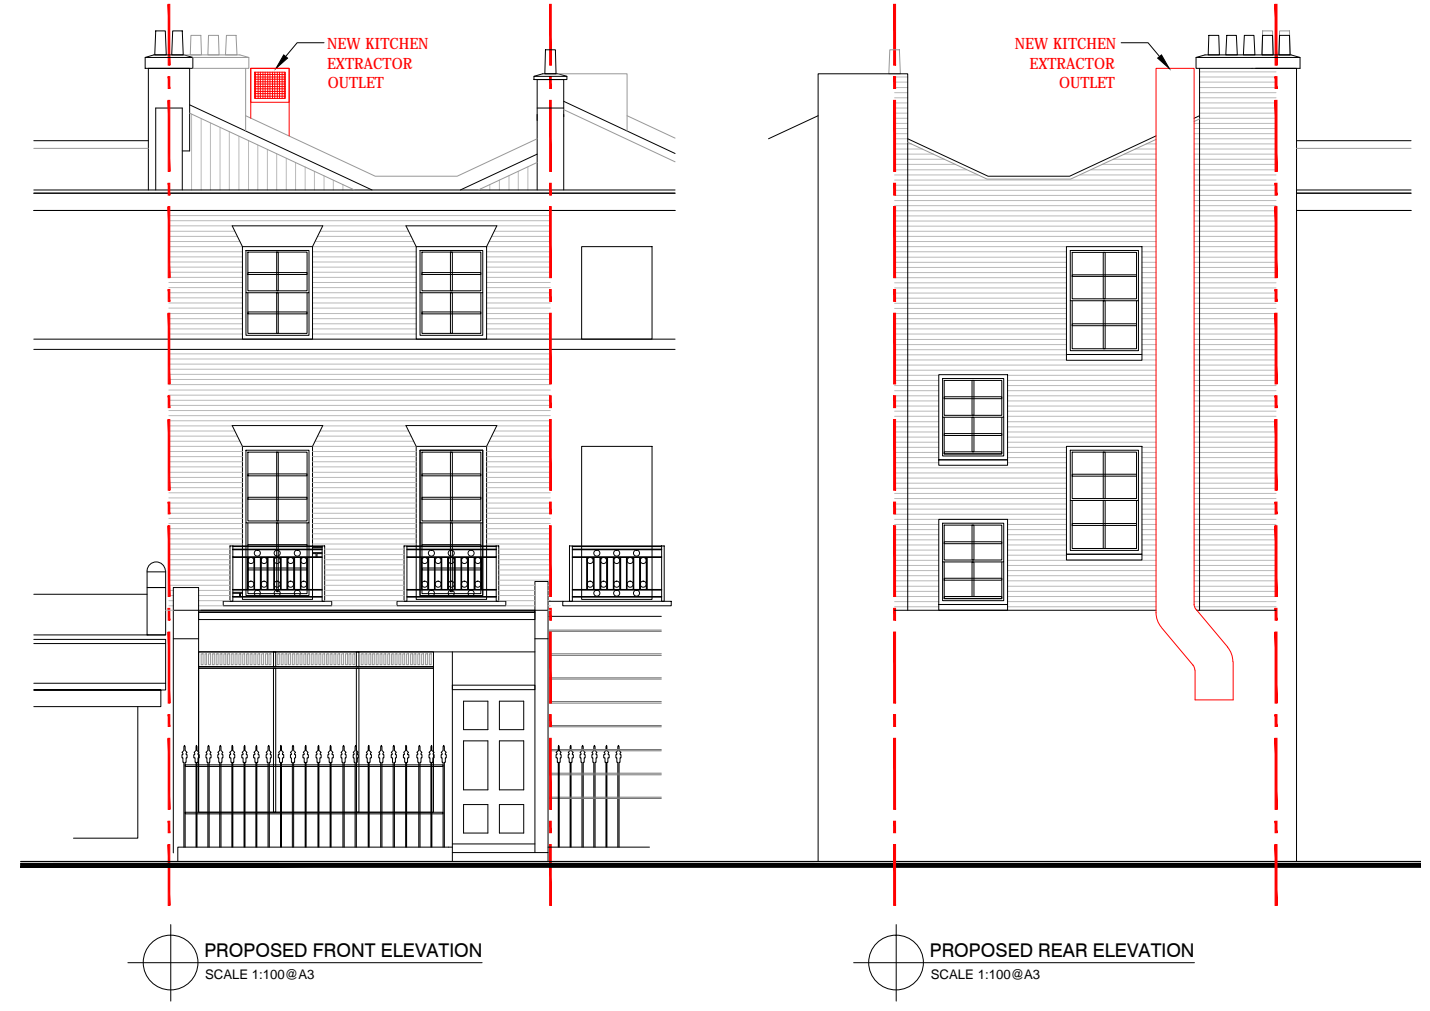 NEW KITCHEN
EXTRACTOR
OUTLET
NEW KITCHEN
EXTRACTOR
OUTLET
PROPOSED FRONT ELEVATION
SCALE 1:100@A3
PROPOSED REAR ELEVATION
SCALE 1:100@A3